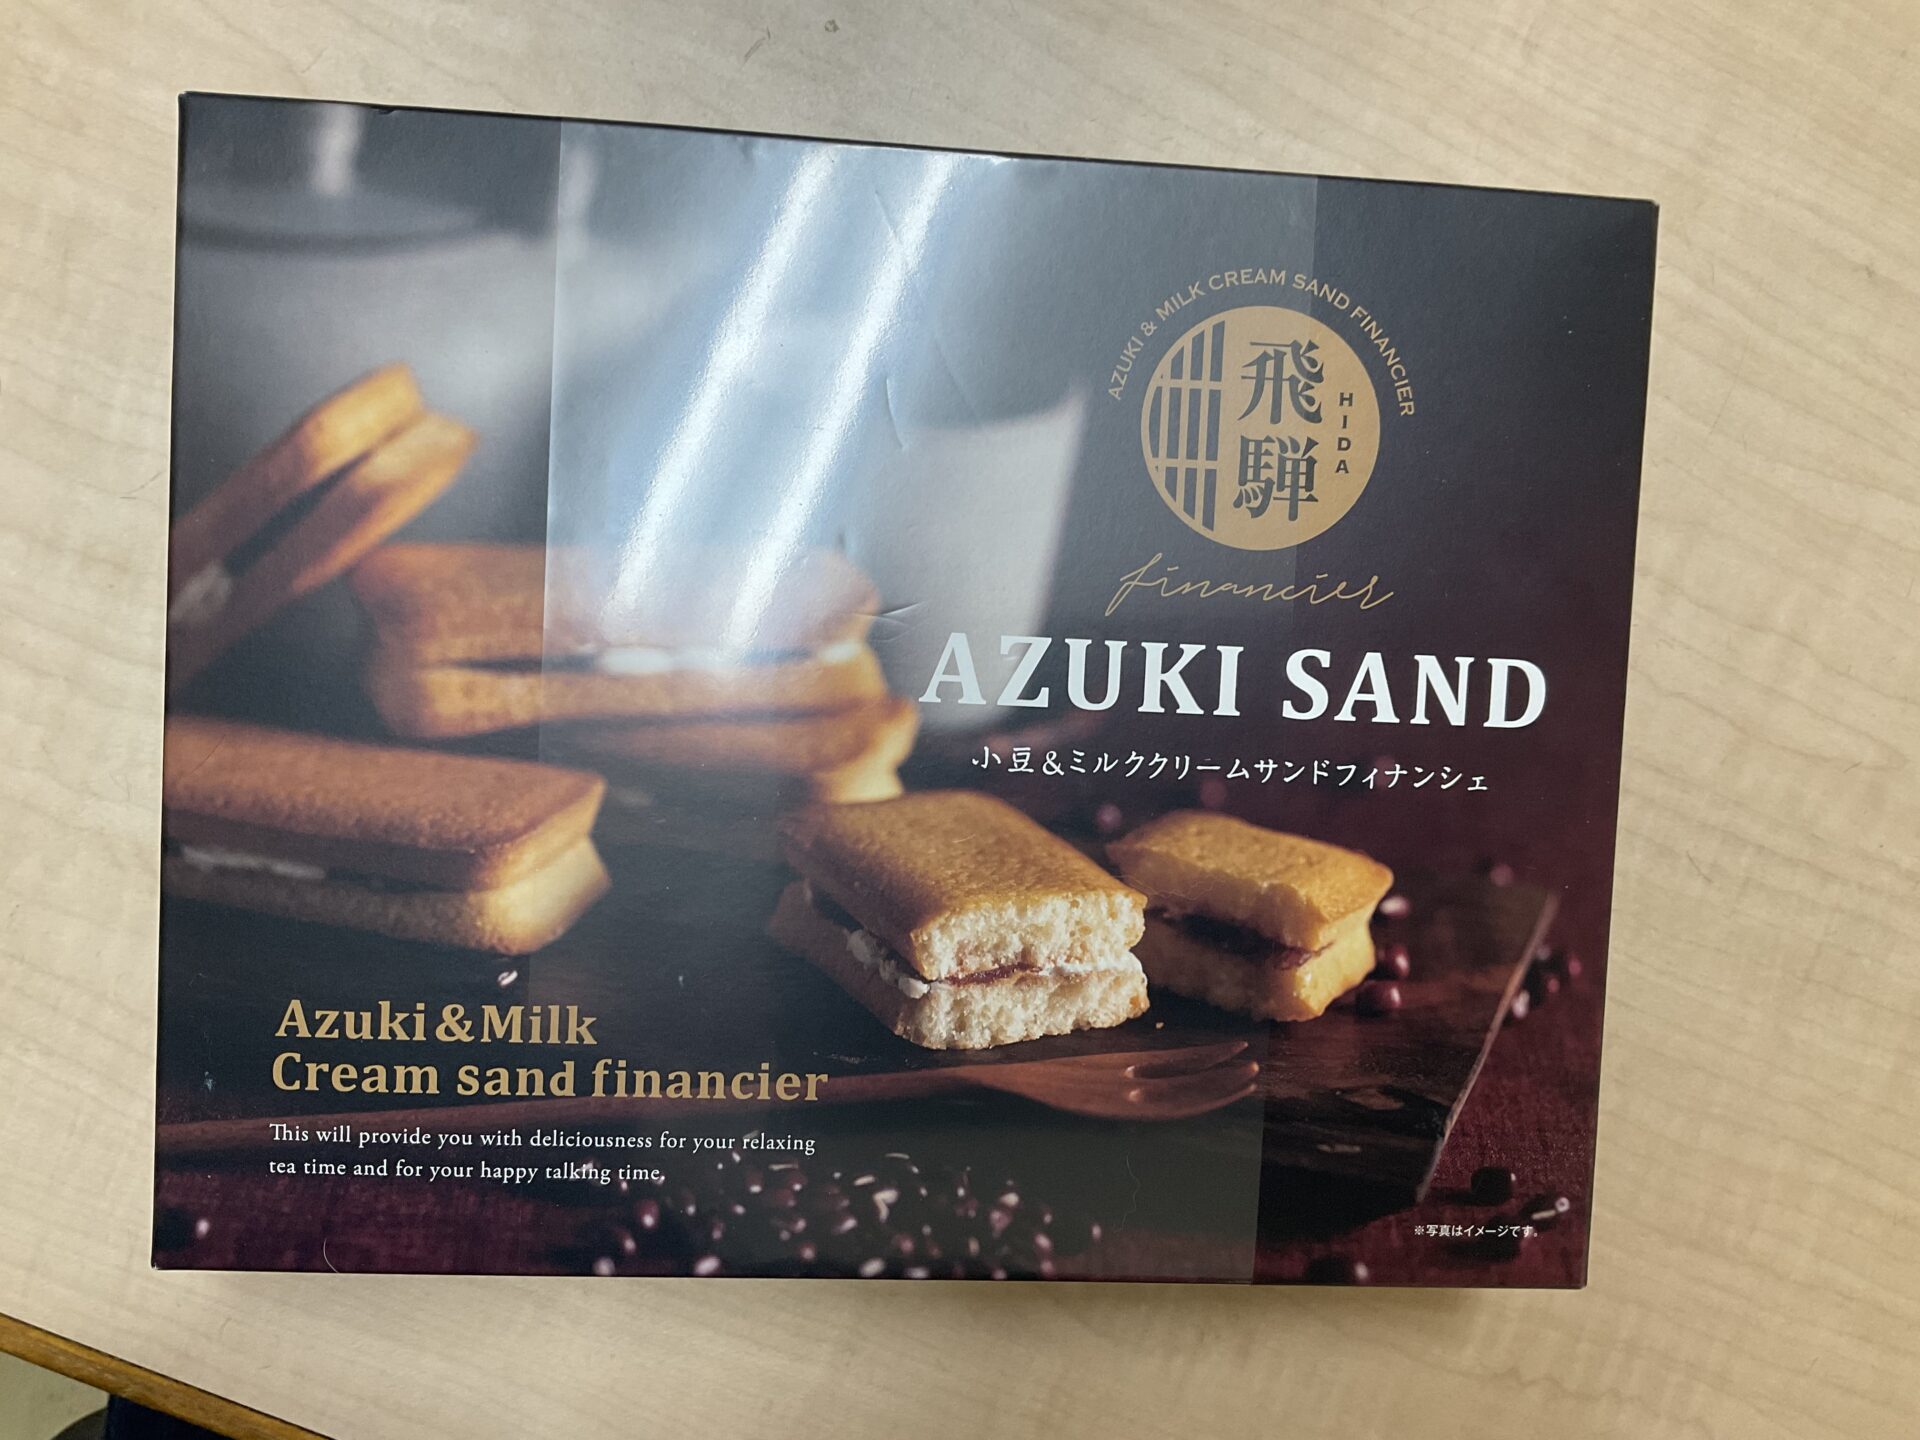 AZUKI & MILK CREAM SAND FINANCIER
飛騨
HIDA
financier
AZUKI SAND
小豆&ミルククリームサンドフィナンシェ
Azuki&Milk
Cream sand financier
This will provide you with deliciousness for your relaxing
tea time and for your happy talking time.
※写真はイメージです。